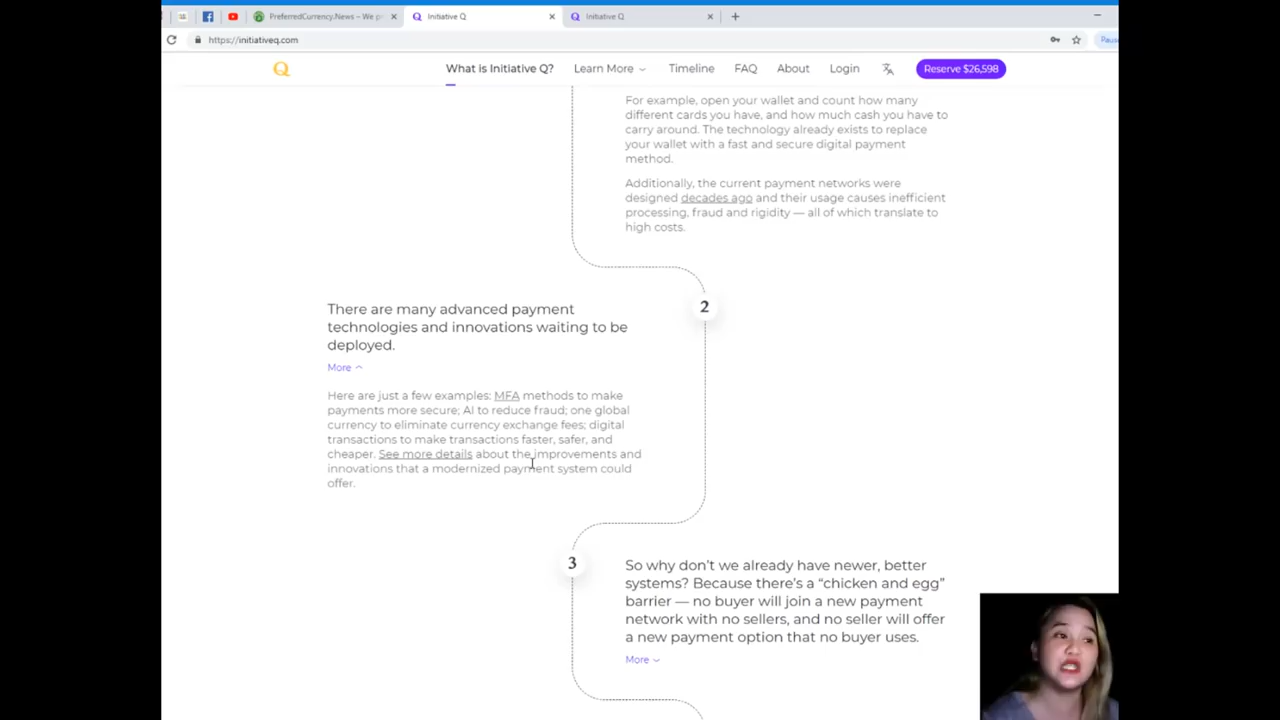 PreferredCurrency.News – We pr
Initiative Q
Initiative Q
https://initiativeq.com
Paus
Q
What is Initiative Q?
Learn More
Timeline
FAQ
About
Login
Reserve $26,598
For example, open your wallet and count how many
different cards you have, and how much cash you have to
carry around. The technology already exists to replace
your wallet with a fast and secure digital payment
method.
Additionally, the current payment networks were
designed decades ago and their usage causes inefficient
processing, fraud and rigidity — all of which translate to
high costs.
2
There are many advanced payment
technologies and innovations waiting to be
deployed.
More
Here are just a few examples: MFA methods to make
payments more secure; AI to reduce fraud; one global
currency to eliminate currency exchange fees; digital
transactions to make transactions faster, safer, and
cheaper. See more details about the improvements and
innovations that a modernized payment system could
offer.
3
So why don’t we already have newer, better
systems? Because there’s a “chicken and egg”
barrier — no buyer will join a new payment
network with no sellers, and no seller will offer
a new payment option that no buyer uses.
More